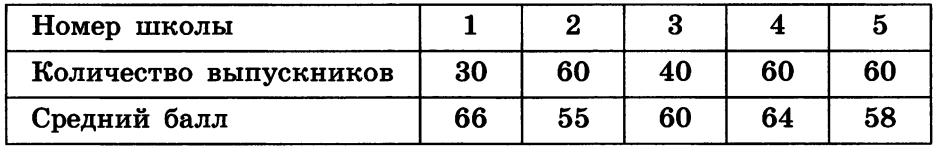 Номер школы 1 2 3 4 5
Количество выпускников 30 60 40 60 60
Средний балл 66 55 60 64 58